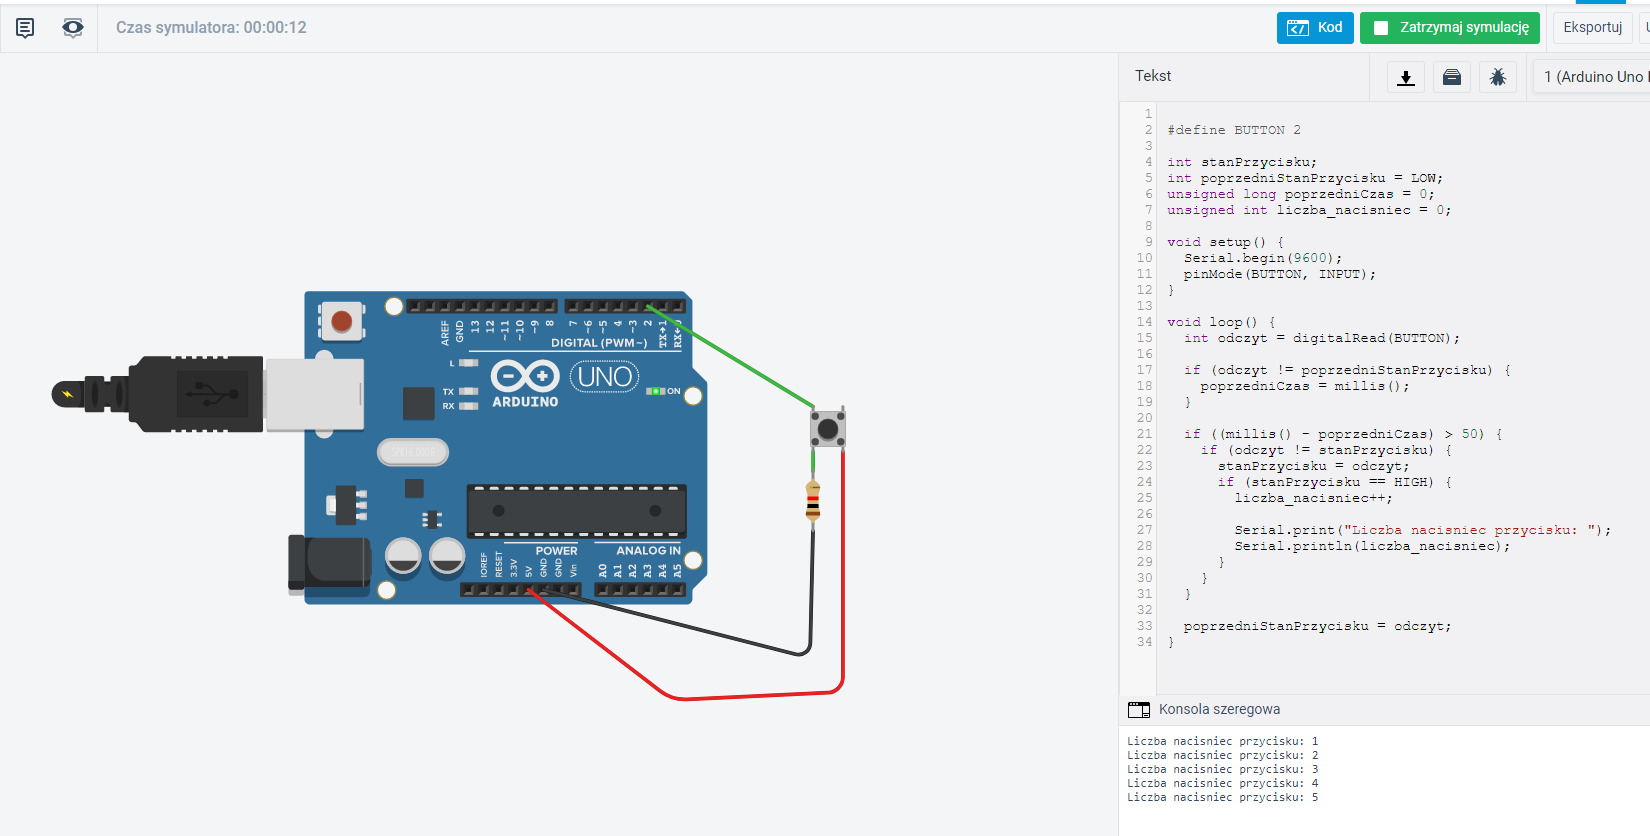 Czas symulatora: 00:00:12
Kod
Zatrzymaj symulację
Eksportuj
Tekst
1 (Arduino Uno
1
2 #define BUTTON 2
3
4 int stanPrzycisku;
5 int poprzedniStanPrzycisku = LOW;
6 unsigned long poprzedniCzas = 0;
7 unsigned int liczba_nacisniec = 0;
8
9 void setup() {
10 Serial.begin(9600);
11 pinMode(BUTTON, INPUT);
12 }
13
14 void loop() {
15 int odczyt = digitalRead(BUTTON);
16
17 if (odczyt != poprzedniStanPrzycisku) {
18 poprzedniCzas = millis();
19 }
20
21 if ((millis() - poprzedniCzas) > 50) {
22 if (odczyt != stanPrzycisku) {
23 stanPrzycisku = odczyt;
24 if (stanPrzycisku == HIGH) {
25 liczba_nacisniec++;
26
27 Serial.print("Liczba nacisniec przycisku: ");
28 Serial.println(liczba_nacisniec);
29 }
30 }
31 }
32
33 poprzedniStanPrzycisku = odczyt;
34 }
Konsola szeregowa
Liczba nacisniec przycisku: 1
Liczba nacisniec przycisku: 2
Liczba nacisniec przycisku: 3
Liczba nacisniec przycisku: 4
Liczba nacisniec przycisku: 5
AREF GND 13 12 ~11 ~10 ~9 8 7 ~6 ~5 4 ~3 2 TX→1 RX←0
DIGITAL (PWM~)
L
TX
RX
UNO
ON
ARDUINO
POWER
ANALOG IN
IOREF RESET 3.3V 5V GND GND Vin A0 A1 A2 A3 A4 A5